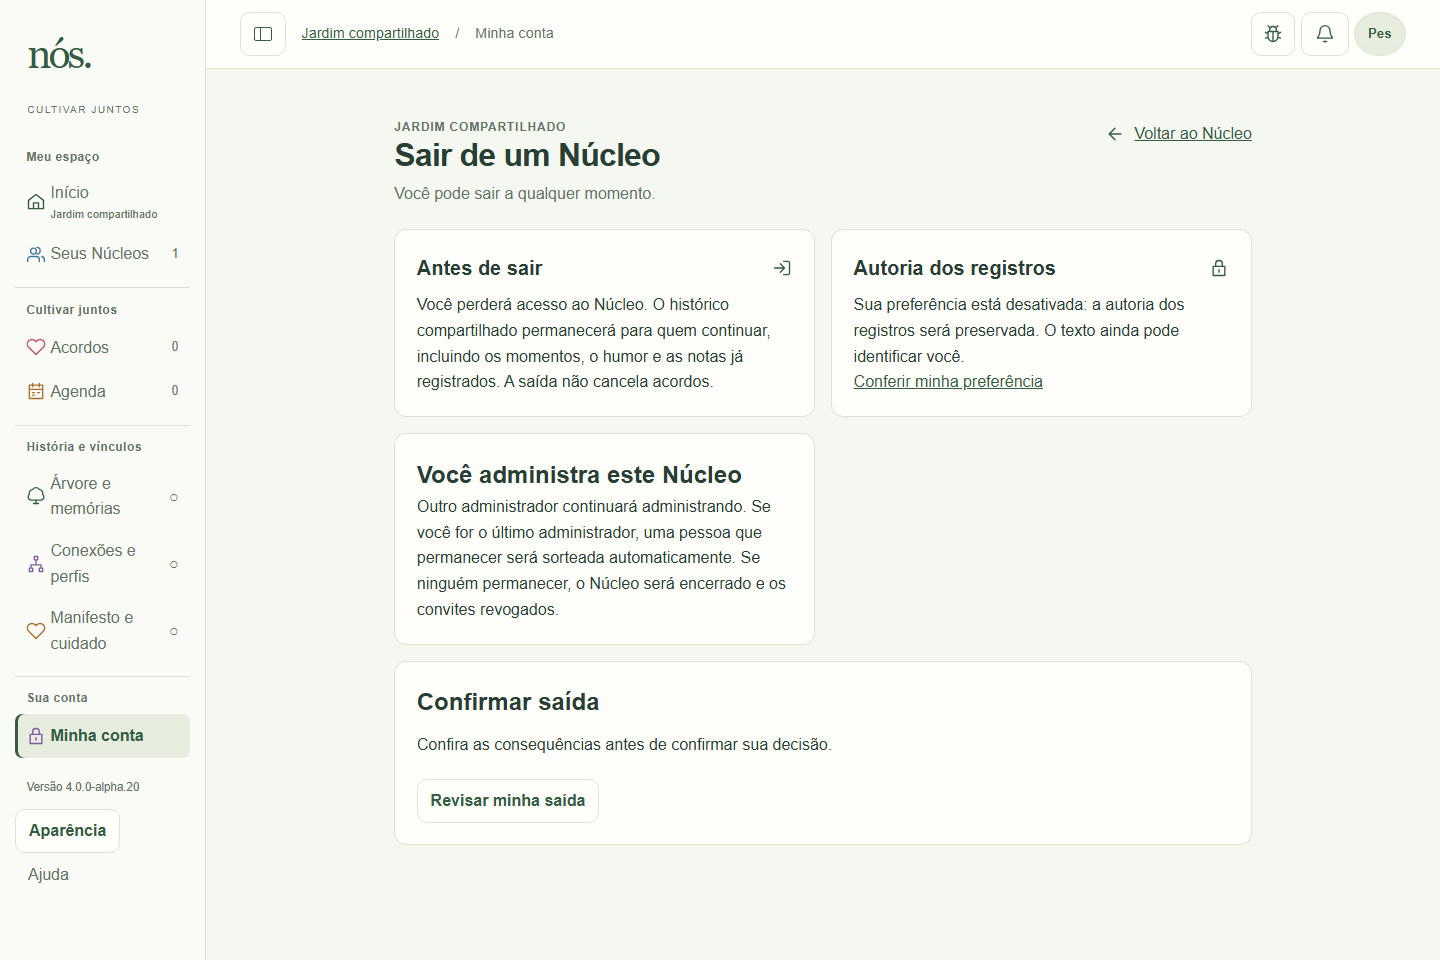 nós.
CULTIVAR JUNTOS
Meu espaço
Início
Jardim compartilhado
Seus Núcleos 1
Cultivar juntos
Acordos 0
Agenda 0
História e vínculos
Árvore e
memórias
Conexões e
perfis
Manifesto e
cuidado
Sua conta
Minha conta
Versão 4.0.0-alpha.20
Aparência
Ajuda
Jardim compartilhado / Minha conta
Pes
JARDIM COMPARTILHADO
Sair de um Núcleo
Você pode sair a qualquer momento.
Voltar ao Núcleo
Antes de sair
Você perderá acesso ao Núcleo. O histórico
compartilhado permanecerá para quem continuar,
incluindo os momentos, o humor e as notas já
registrados. A saída não cancela acordos.
Autoria dos registros
Sua preferência está desativada: a autoria dos
registros será preservada. O texto ainda pode
identificar você.
Conferir minha preferência
Você administra este Núcleo
Outro administrador continuará administrando. Se
você for o último administrador, uma pessoa que
permanecer será sorteada automaticamente. Se
ninguém permanecer, o Núcleo será encerrado e os
convites revogados.
Confirmar saída
Confira as consequências antes de confirmar sua decisão.
Revisar minha saída